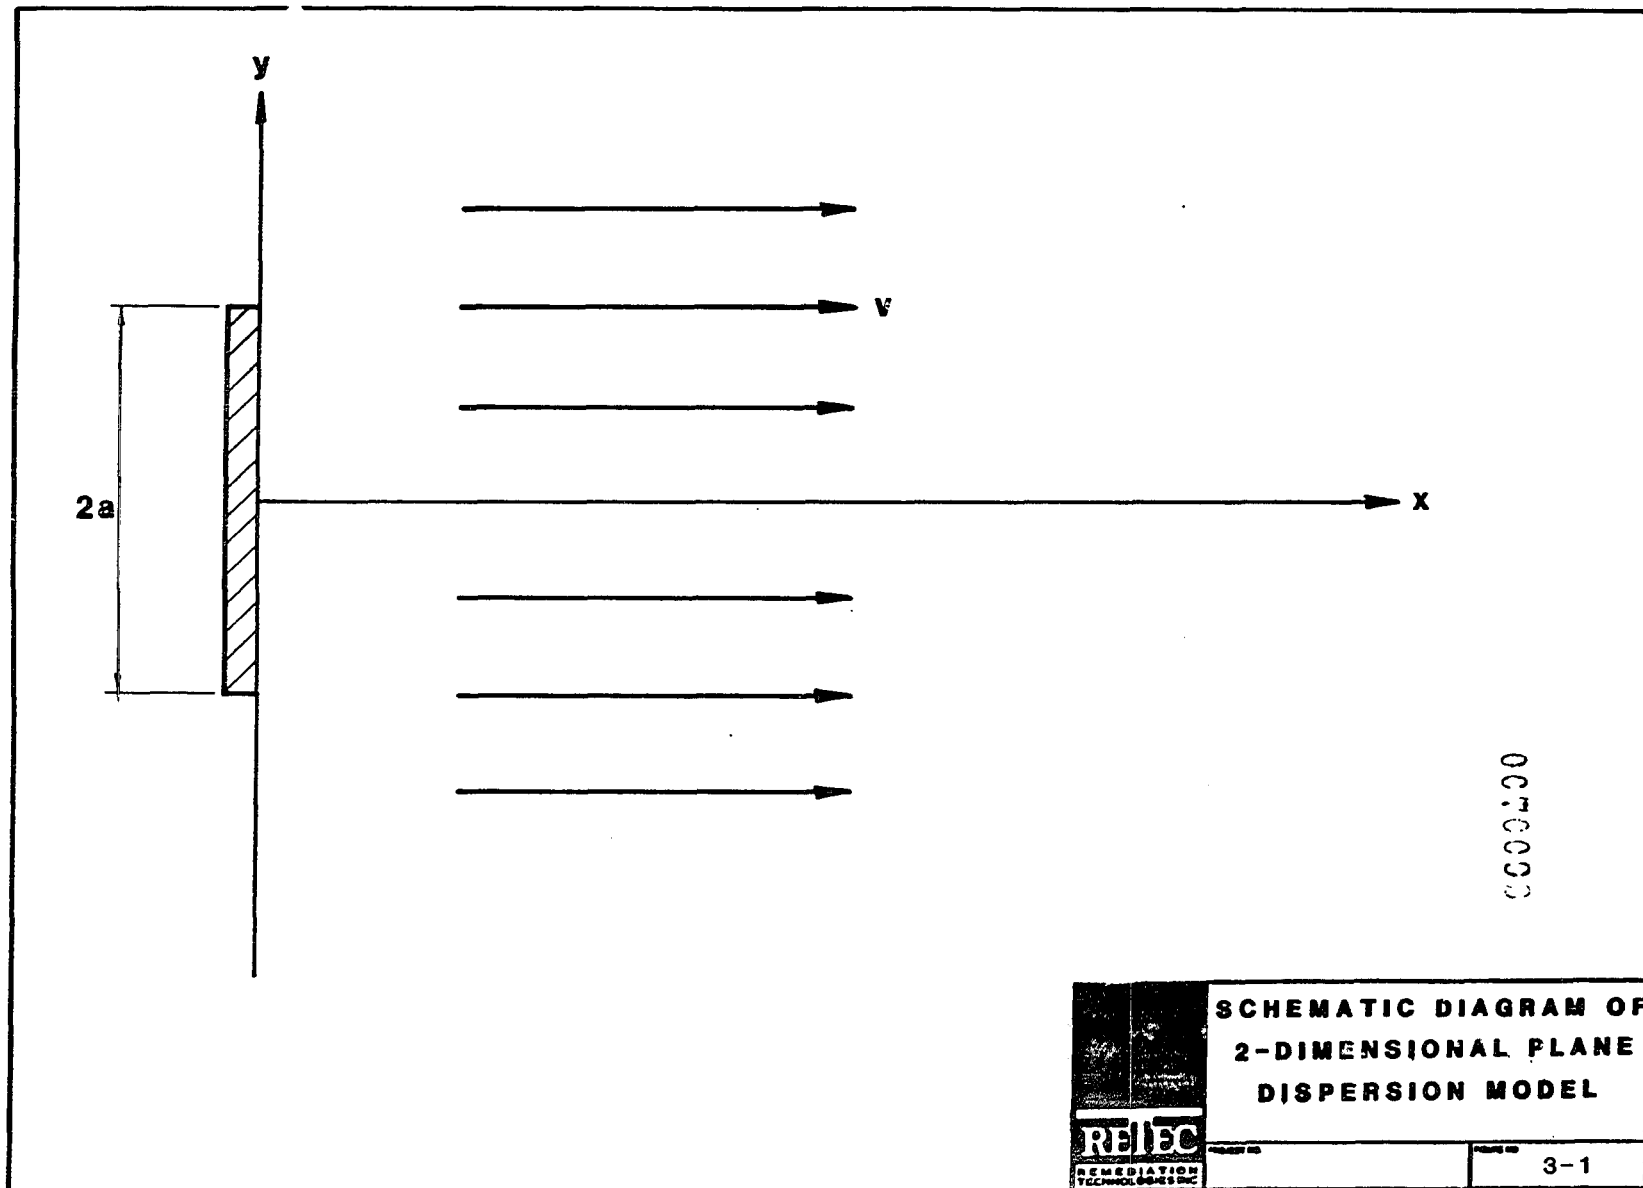 y
v
2a
x
SCHEMATIC DIAGRAM OF
2-DIMENSIONAL PLANE
DISPERSION MODEL
RETEC
REMEDIATION
TECHNOLOGIES INC
3-1